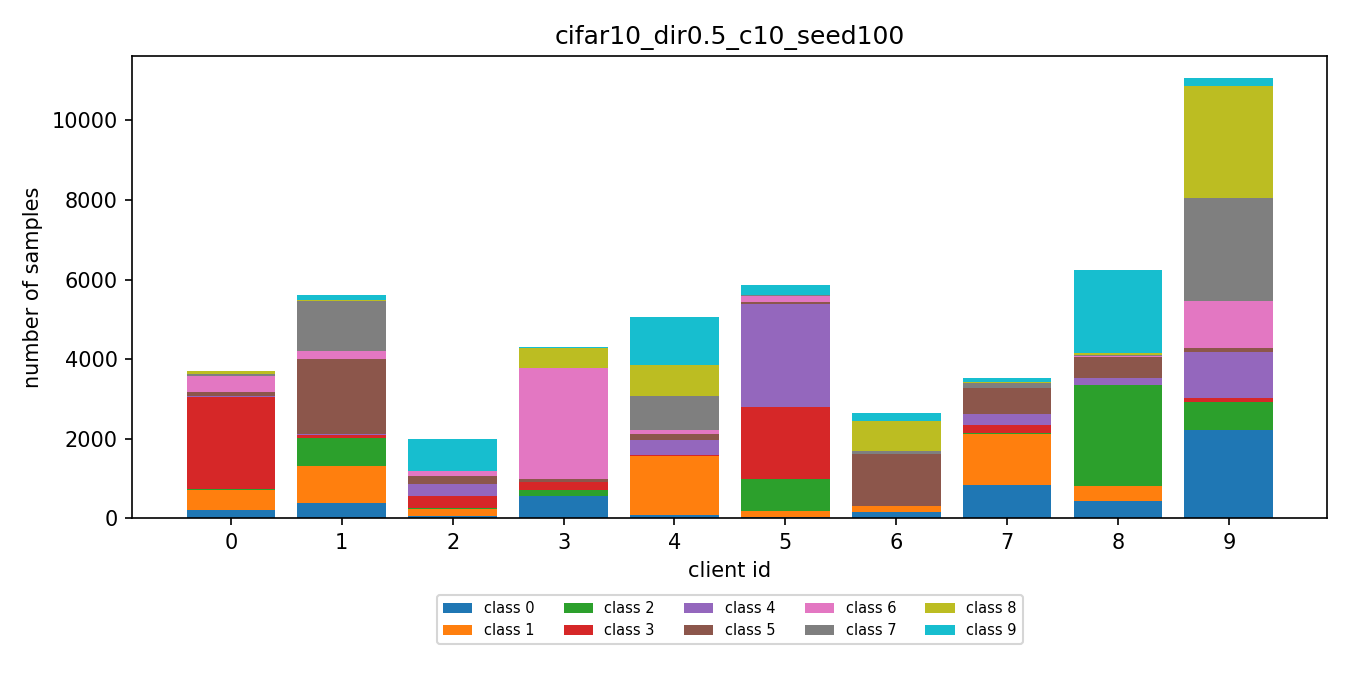 cifar10_dir0.5_c10_seed100
10000
8000
6000
4000
2000
0
number of samples
0 1 2 3 4 5 6 7 8 9
client id
class 0 class 2 class 4 class 6 class 8
class 1 class 3 class 5 class 7 class 9